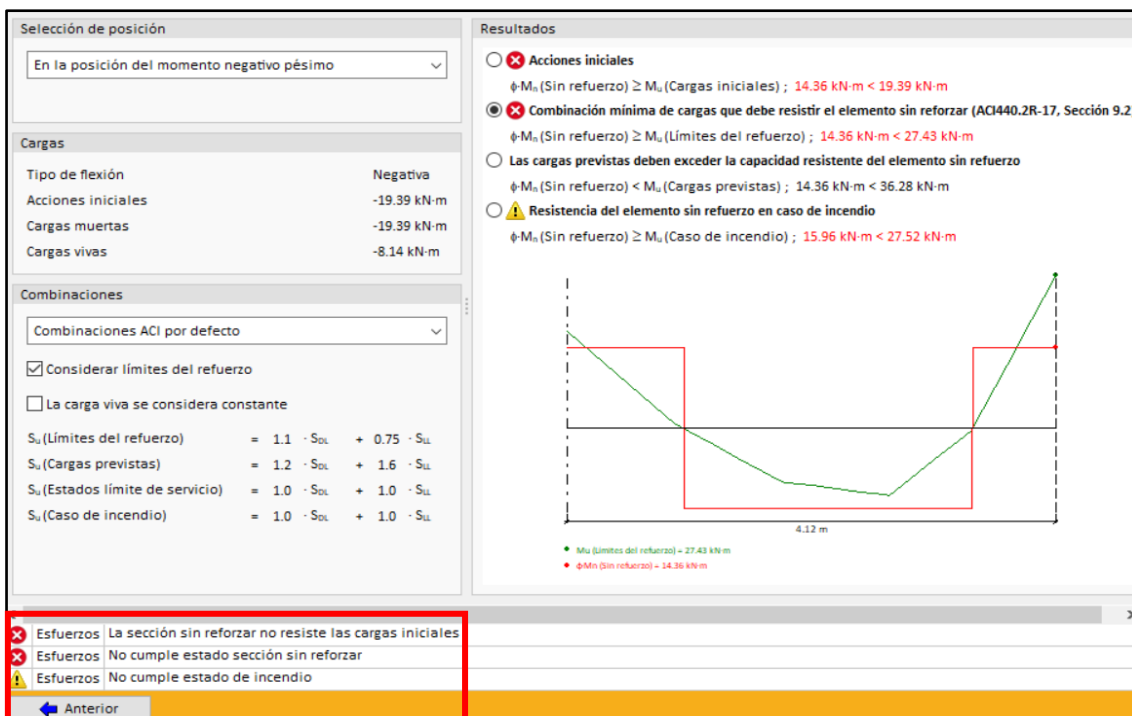 Selección de posición
En la posición del momento negativo pésimo
Cargas
Tipo de flexión Negativa
Acciones iniciales -19.39 kN·m
Cargas muertas -19.39 kN·m
Cargas vivas -8.14 kN·m
Combinaciones
Combinaciones ACI por defecto
Considerar límites del refuerzo
La carga viva se considera constante
Su (Límites del refuerzo) = 1.1 · SDL + 0.75 · SLL
Su (Cargas previstas) = 1.2 · SDL + 1.6 · SLL
Su (Estados límite de servicio) = 1.0 · SDL + 1.0 · SLL
Su (Caso de incendio) = 1.0 · SDL + 1.0 · SLL
Resultados
Acciones iniciales
ϕ·Mn (Sin refuerzo) ≥ Mu (Cargas iniciales) ; 14.36 kN·m < 19.39 kN·m
Combinación mínima de cargas que debe resistir el elemento sin reforzar (ACI440.2R-17, Sección 9.2)
ϕ·Mn (Sin refuerzo) ≥ Mu (Límites del refuerzo) ; 14.36 kN·m < 27.43 kN·m
Las cargas previstas deben exceder la capacidad resistente del elemento sin refuerzo
ϕ·Mn (Sin refuerzo) < Mu (Cargas previstas) ; 14.36 kN·m < 36.28 kN·m
Resistencia del elemento sin refuerzo en caso de incendio
ϕ·Mn (Sin refuerzo) ≥ Mu (Caso de incendio) ; 15.96 kN·m < 27.52 kN·m
4.12 m
Mu (Límites del refuerzo) = 27.43 kN·m
ϕMn (Sin refuerzo) = 14.36 kN·m
Esfuerzos La sección sin reforzar no resiste las cargas iniciales
Esfuerzos No cumple estado sección sin reforzar
Esfuerzos No cumple estado de incendio
Anterior